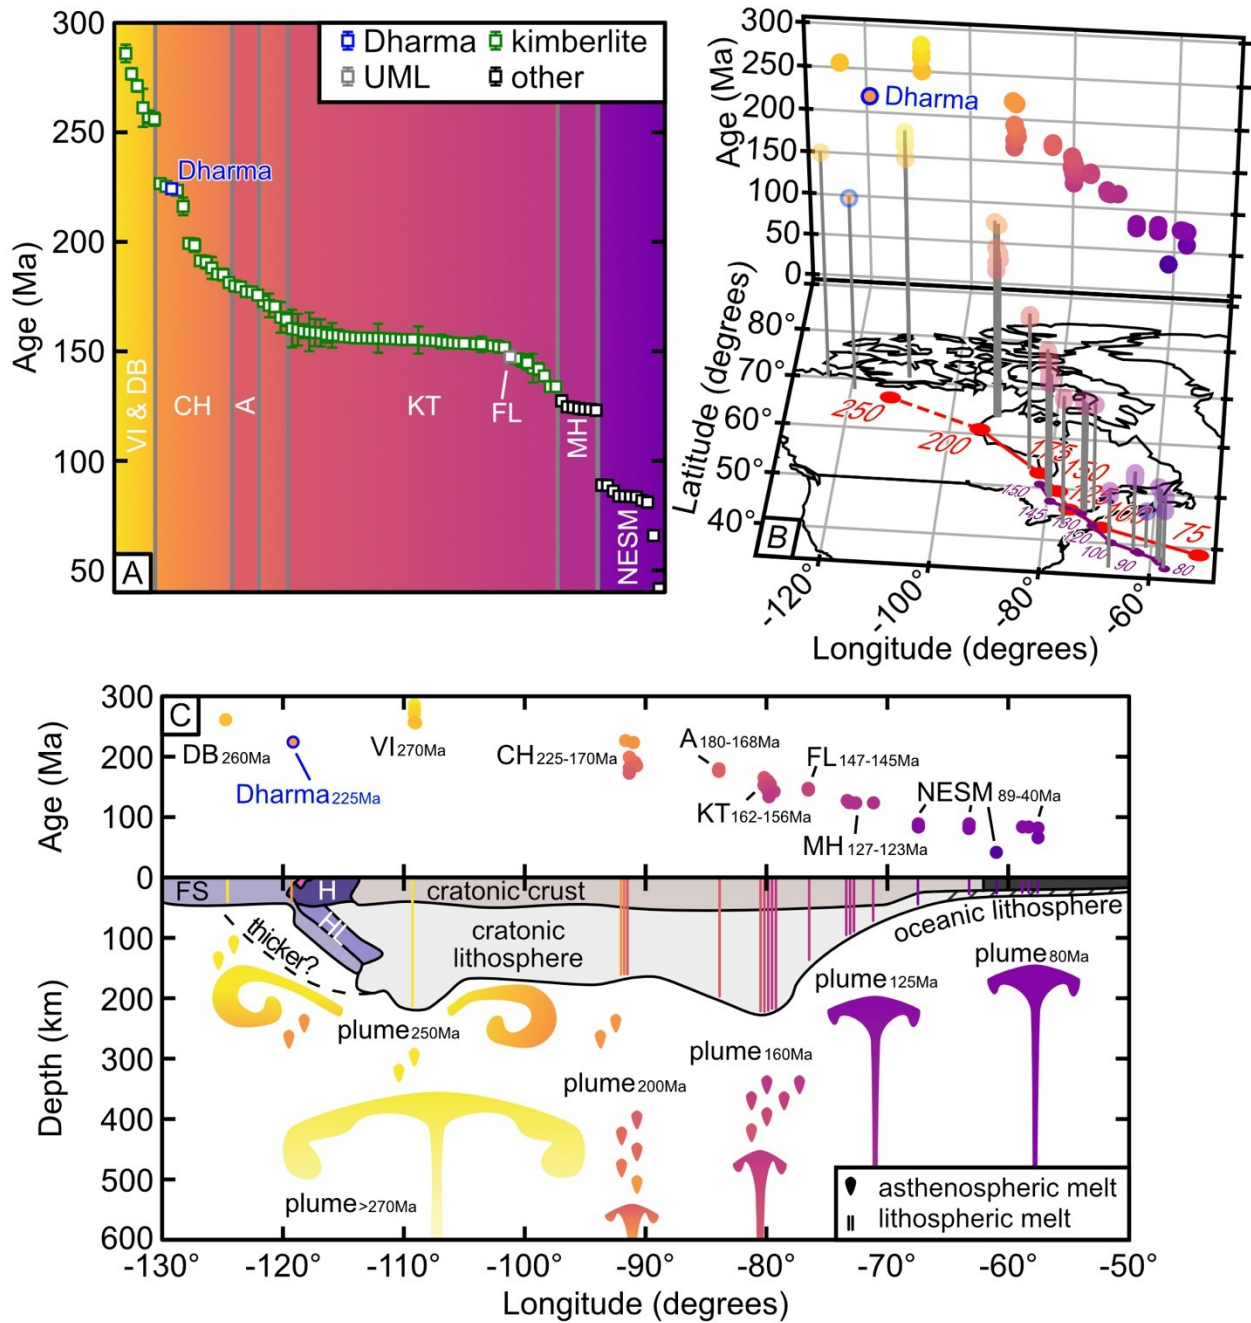 300
250
200
150
100
50
Age (Ma)
Dharma
kimberlite
UML
other
Dharma
VI & DB
CH
A
KT
FL
MH
NESM
A
300
250
200
150
100
50
0
Age (Ma)
Dharma
80°
70°
60°
50°
40°
Latitude (degrees)
250
200
175
150
125
100
75
150
145
130
120
100
90
80
B
-120°
-100°
-80°
-60°
Longitude (degrees)
300
200
100
0
Age (Ma)
C
DB260Ma
Dharma225Ma
VI270Ma
CH225-170Ma
A180-168Ma
KT162-156Ma
FL147-145Ma
MH127-123Ma
NESM89-40Ma
FS
H
HL
cratonic crust
cratonic
lithosphere
oceanic lithosphere
thicker?
plume250Ma
plume>270Ma
plume200Ma
plume160Ma
plume125Ma
plume80Ma
asthenospheric melt
lithospheric melt
100
200
300
400
500
600
Depth (km)
-130°
-120°
-110°
-100°
-90°
-80°
-70°
-60°
-50°
Longitude (degrees)